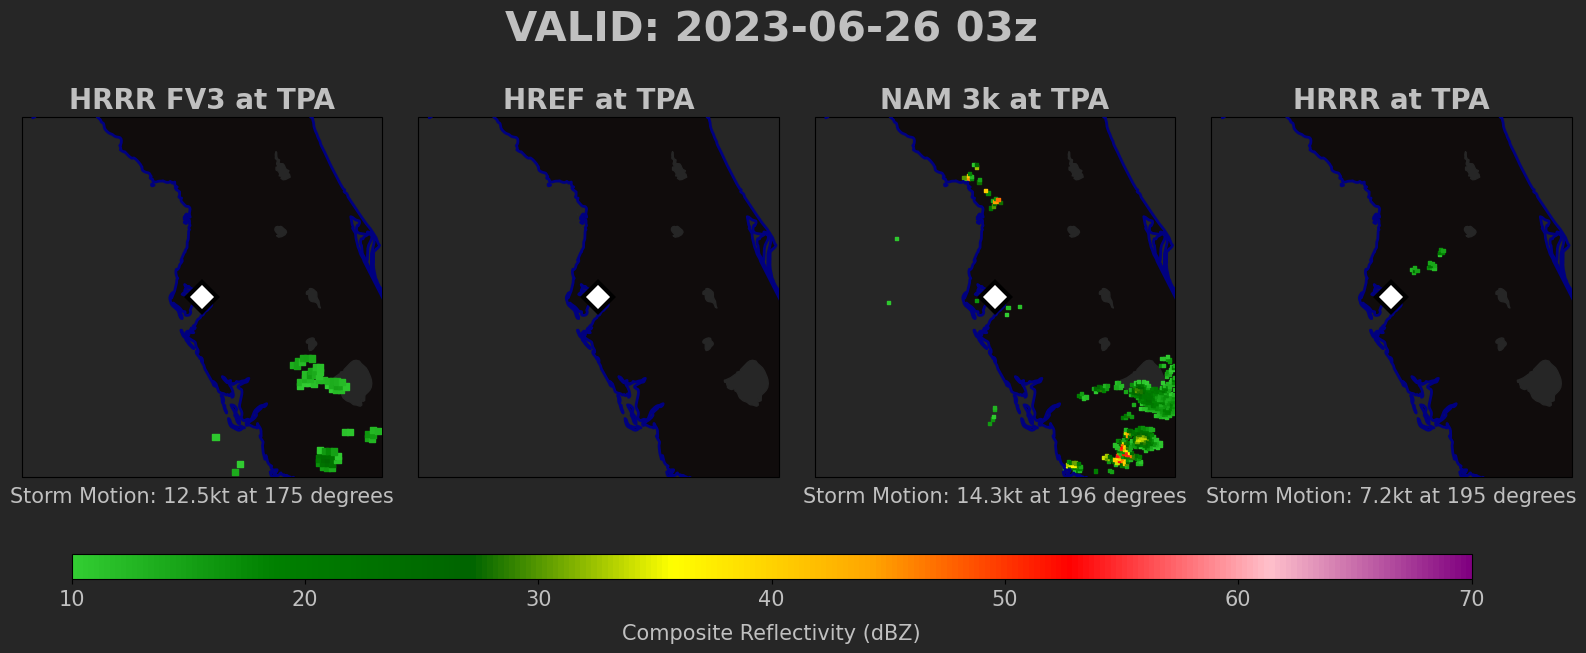 VALID: 2023-06-26 03z
HRRR FV3 at TPA
HREF at TPA
NAM 3k at TPA
HRRR at TPA
Storm Motion: 12.5kt at 175 degrees
Storm Motion: 14.3kt at 196 degrees
Storm Motion: 7.2kt at 195 degrees
10 20 30 40 50 60 70
Composite Reflectivity (dBZ)